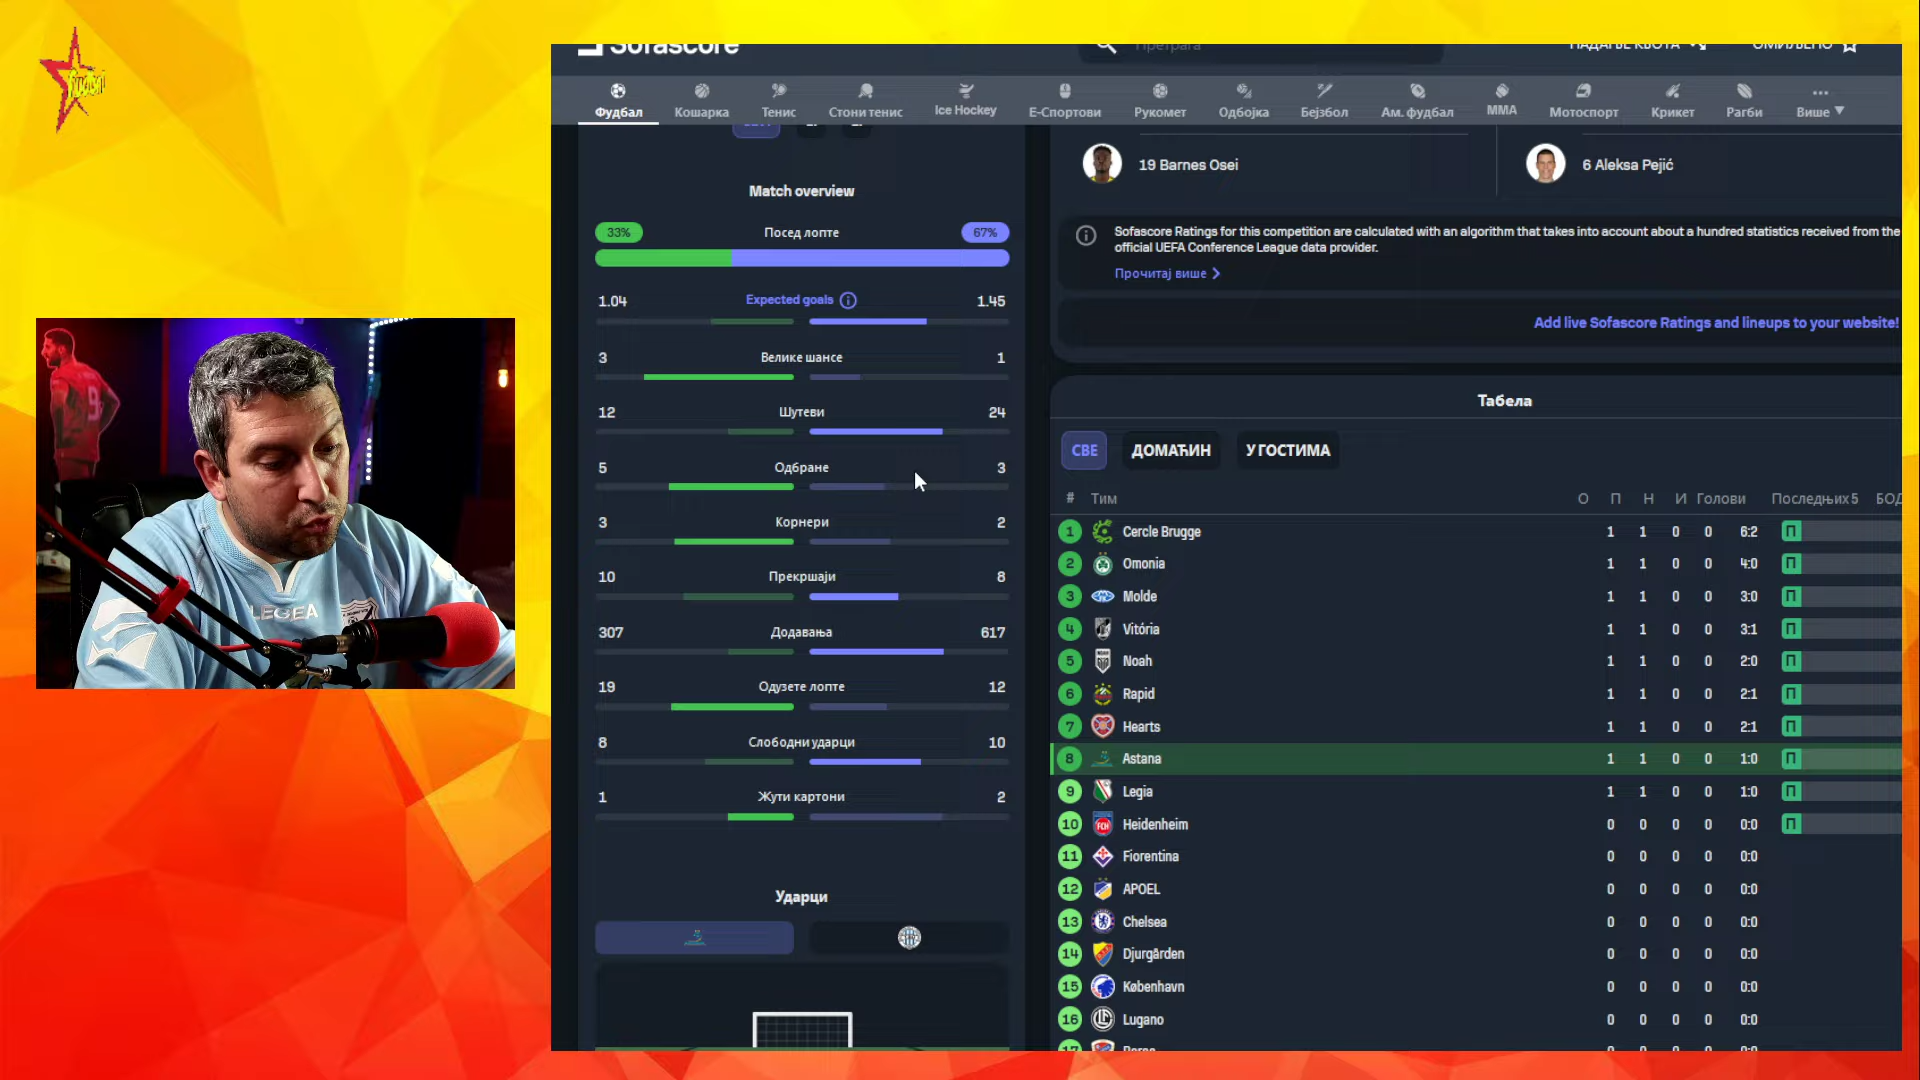 Sofascore
Претрага
ПАДАЊЕ КВОТА
ОМИЉЕНО
Фудбал
Кошарка
Тенис
Стони тенис
Ice Hockey
Е-Спортови
Рукомет
Одбојка
Бејзбол
Ам. фудбал
ММА
Мотоспорт
Крикет
Рагби
Више
Match overview
33% Посед лопте 67%
1.04 Expected goals 1.45
3 Велике шансе 1
12 Шутеви 24
5 Одбране 3
3 Корнери 2
10 Прекршаји 8
307 Додавања 617
19 Одузете лопте 12
8 Слободни ударци 10
1 Жути картони 2
Ударци
19 Barnes Osei
6 Aleksa Pejić
Sofascore Ratings for this competition are calculated with an algorithm that takes into account about a hundred statistics received from the
official UEFA Conference League data provider.
Прочитај више
Add live Sofascore Ratings and lineups to your website!
Табела
СВЕ
ДОМАЋИН
У ГОСТИМА
# Тим О П Н И Голови Последњих 5 БОД
1 Cercle Brugge 1 1 0 0 6:2 П
2 Omonia 1 1 0 0 4:0 П
3 Molde 1 1 0 0 3:0 П
4 Vitória 1 1 0 0 3:1 П
5 Noah 1 1 0 0 2:0 П
6 Rapid 1 1 0 0 2:1 П
7 Hearts 1 1 0 0 2:1 П
8 Astana 1 1 0 0 1:0 П
9 Legia 1 1 0 0 1:0 П
10 Heidenheim 0 0 0 0 0:0 П
11 Fiorentina 0 0 0 0 0:0
12 APOEL 0 0 0 0 0:0
13 Chelsea 0 0 0 0 0:0
14 Djurgården 0 0 0 0 0:0
15 København 0 0 0 0 0:0
16 Lugano 0 0 0 0 0:0
LEGEA
9